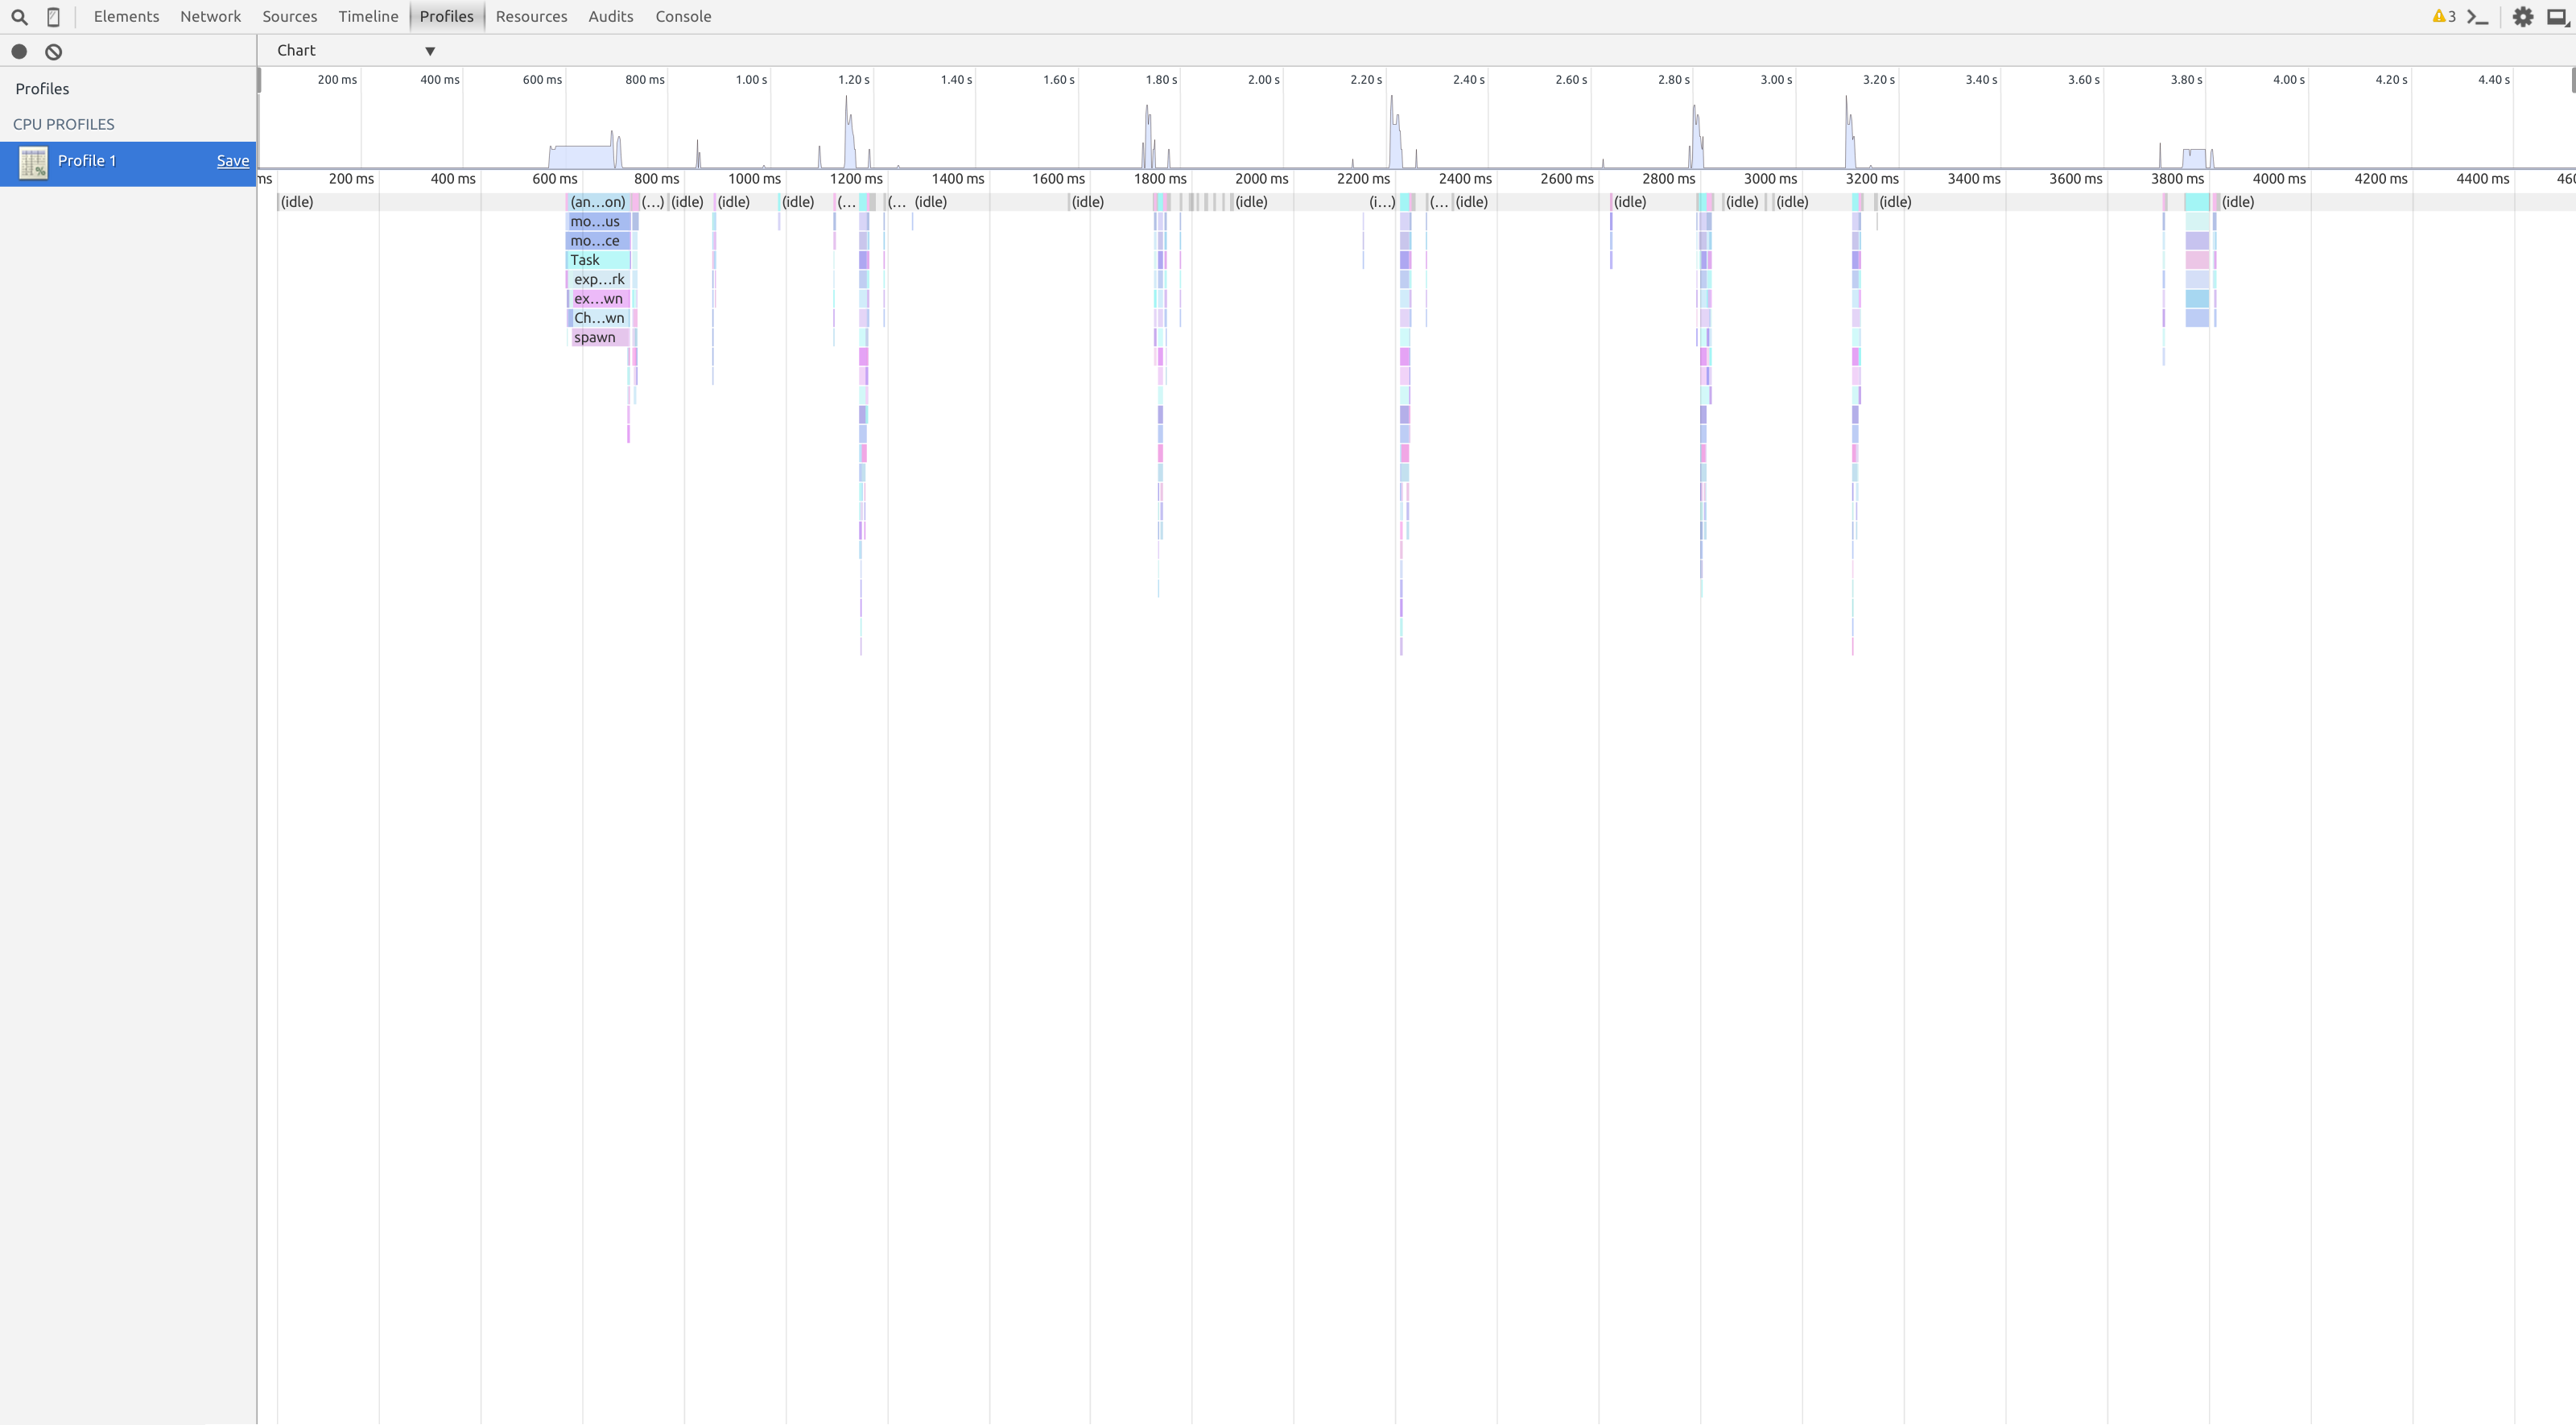 Elements Network Sources Timeline Profiles Resources Audits Console 3
Chart ▼
Profiles
CPU PROFILES
Profile 1 Save
200 ms 400 ms 600 ms 800 ms 1.00 s 1.20 s 1.40 s 1.60 s 1.80 s 2.00 s 2.20 s 2.40 s 2.60 s 2.80 s 3.00 s 3.20 s 3.40 s 3.60 s 3.80 s 4.00 s 4.20 s 4.40 s
ms 200 ms 400 ms 600 ms 800 ms 1000 ms 1200 ms 1400 ms 1600 ms 1800 ms 2000 ms 2200 ms 2400 ms 2600 ms 2800 ms 3000 ms 3200 ms 3400 ms 3600 ms 3800 ms 4000 ms 4200 ms 4400 ms 460
(idle) (an...on) (...) (idle) (idle) (idle) (... (... (idle) (idle) (idle) (i...) (... (idle) (idle) (idle) (idle) (idle) (idle)
mo...us
mo...ce
Task
exp...rk
ex...wn
Ch...wn
spawn